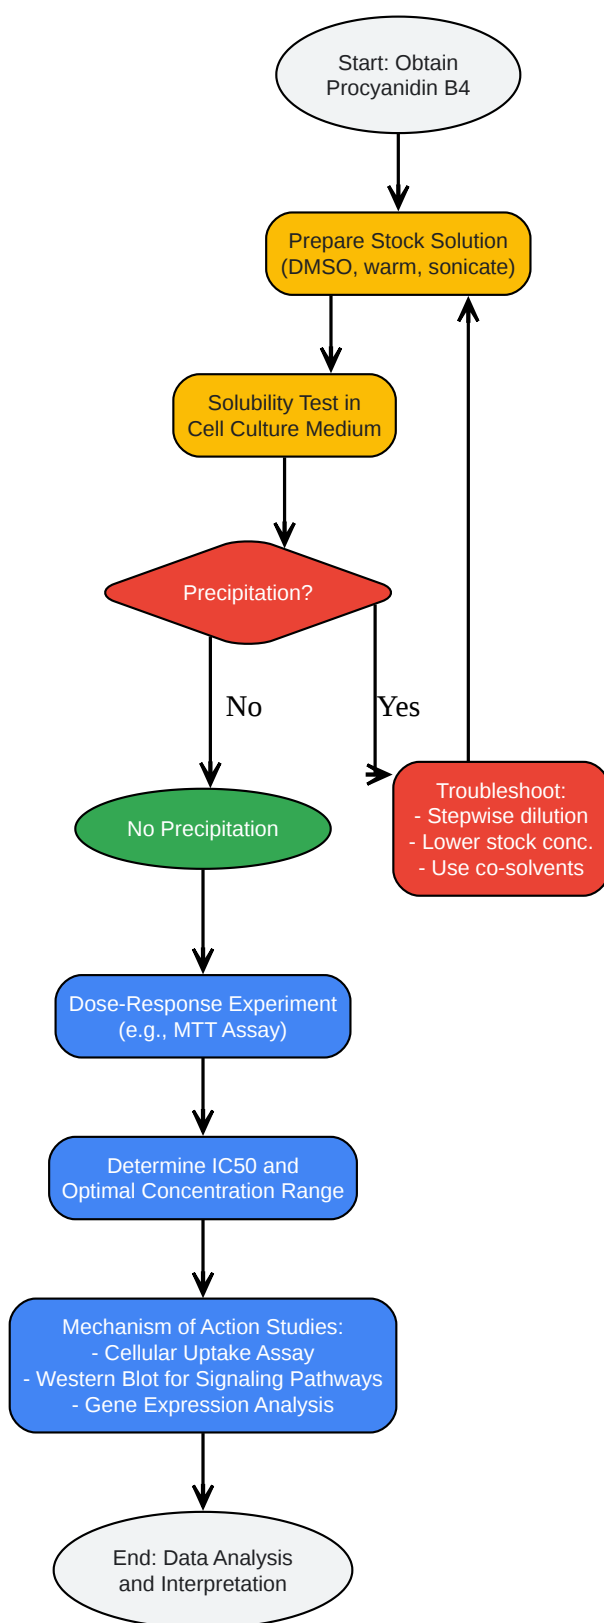 Start: Obtain
Procyanidin B4
Prepare Stock Solution
(DMSO, warm, sonicate)
Solubility Test in
Cell Culture Medium
Precipitation?
No
Yes
Troubleshoot:
- Stepwise dilution
- Lower stock conc.
- Use co-solvents
No Precipitation
Dose-Response Experiment
(e.g., MTT Assay)
Determine IC50 and
Optimal Concentration Range
Mechanism of Action Studies:
- Cellular Uptake Assay
- Western Blot for Signaling Pathways
- Gene Expression Analysis
End: Data Analysis
and Interpretation